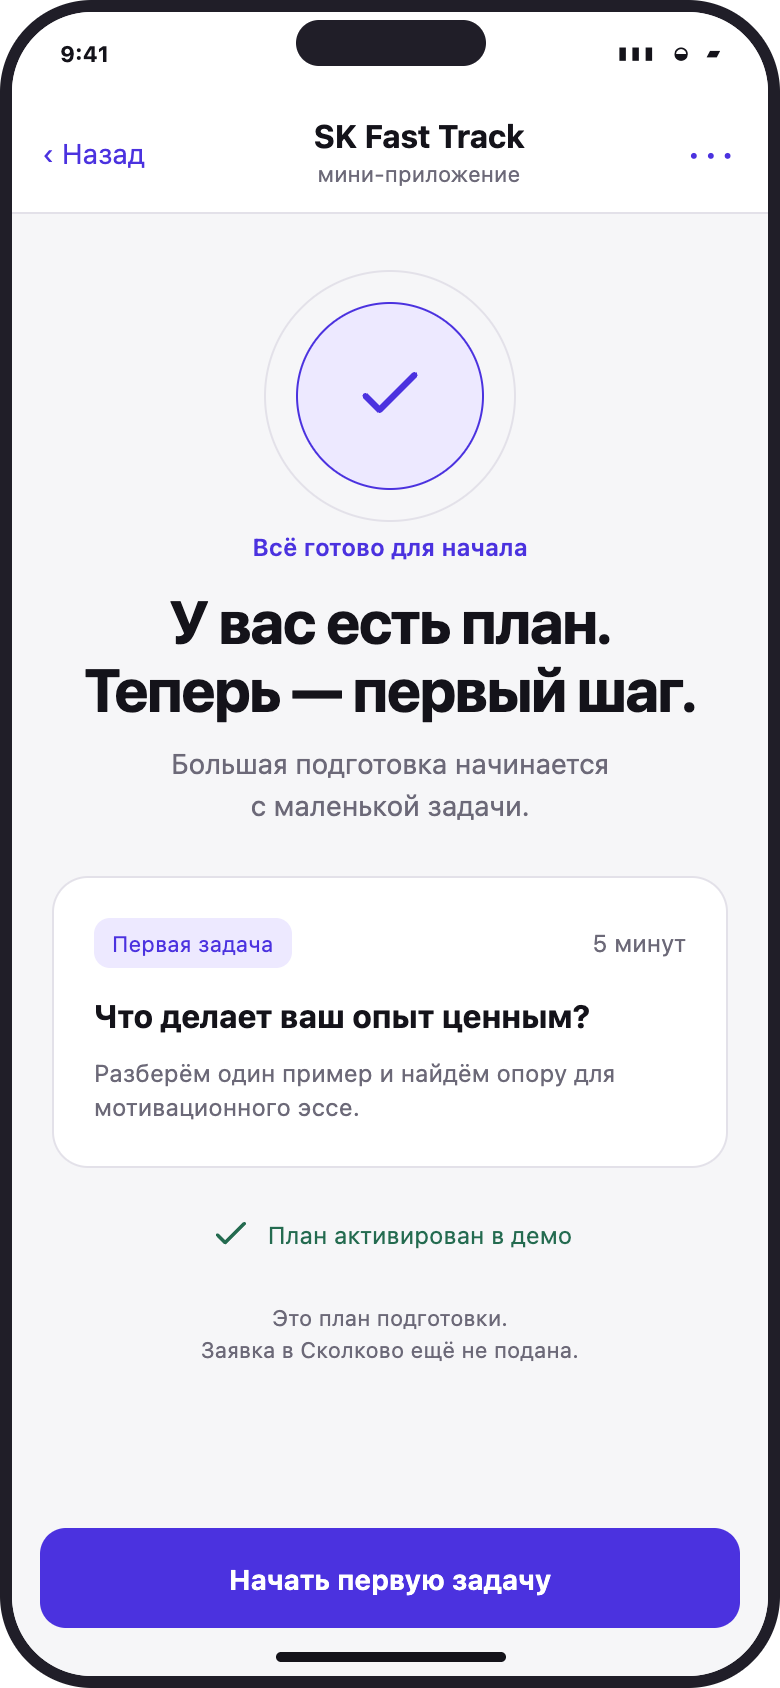 9:41
‹ Назад
SK Fast Track
мини-приложение
Всё готово для начала
У вас есть план.
Теперь — первый шаг.
Большая подготовка начинается
с маленькой задачи.
Первая задача
5 минут
Что делает ваш опыт ценным?
Разберём один пример и найдём опору для
мотивационного эссе.
План активирован в демо
Это план подготовки.
Заявка в Сколково ещё не подана.
Начать первую задачу